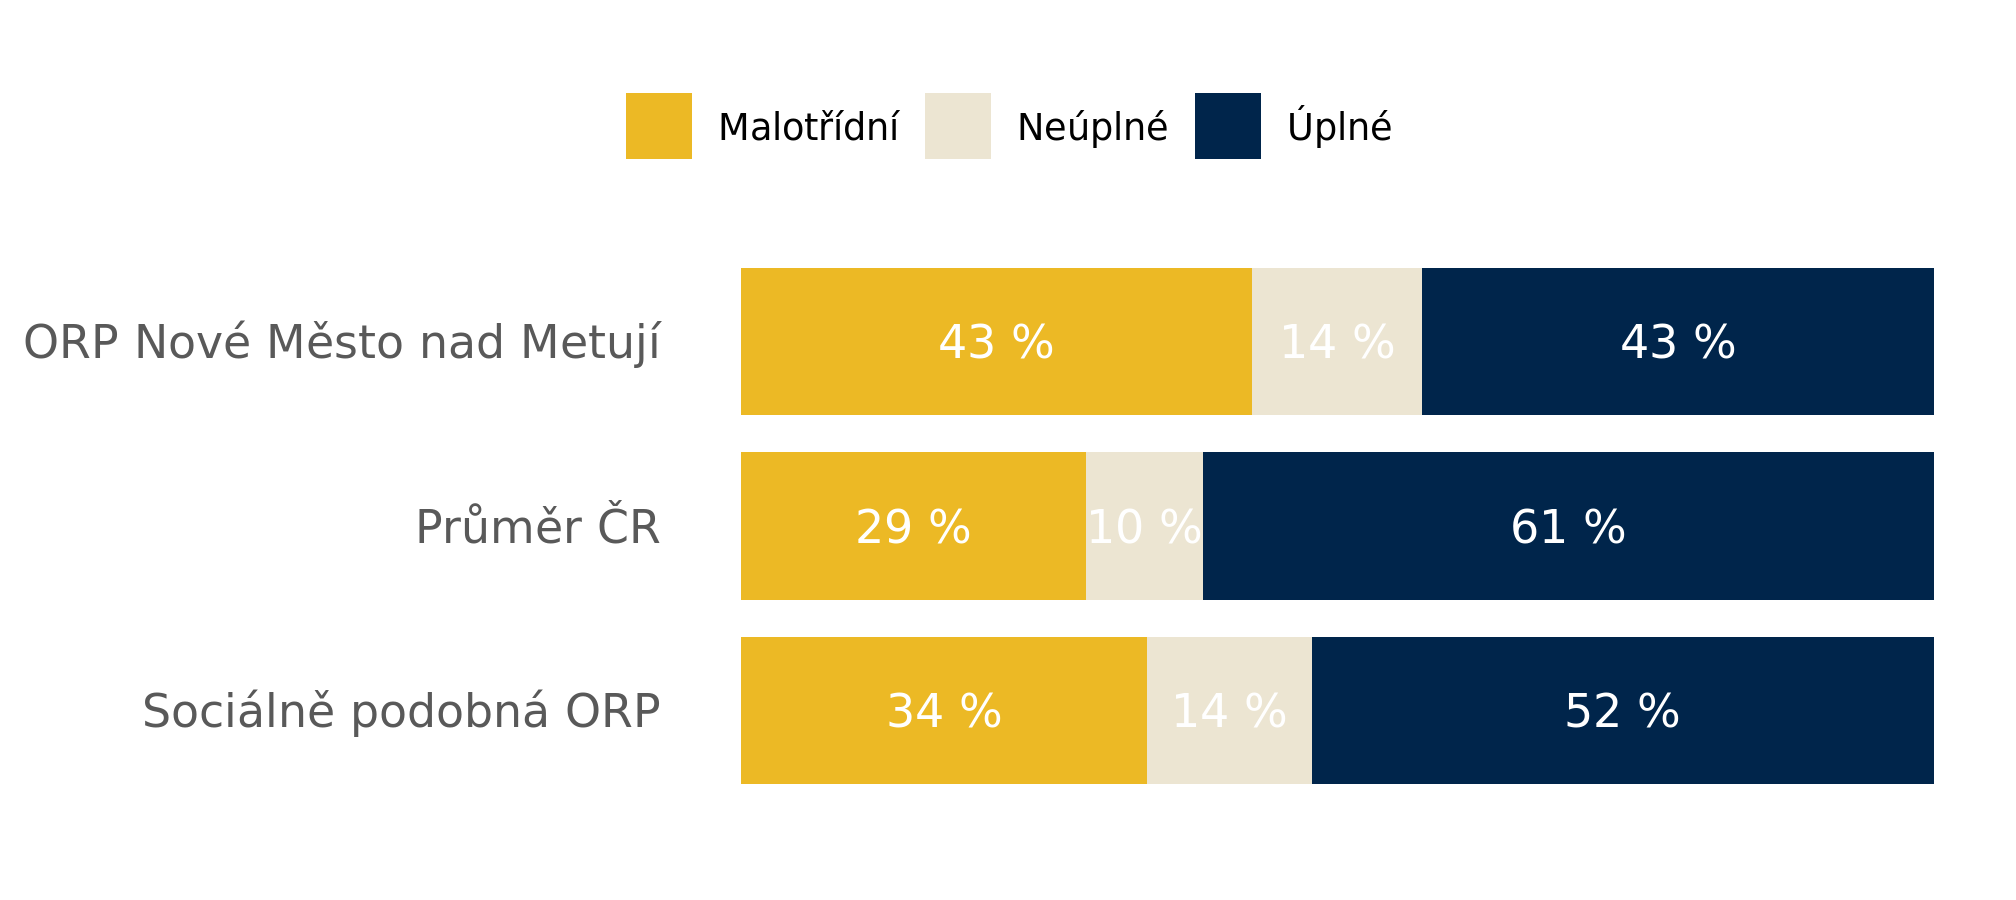 Malotřídní Neúplné Úplné
ORP Nové Město nad Metují 43 % 14 % 43 %
Průměr ČR 29 % 10 % 61 %
Sociálně podobná ORP 34 % 14 % 52 %